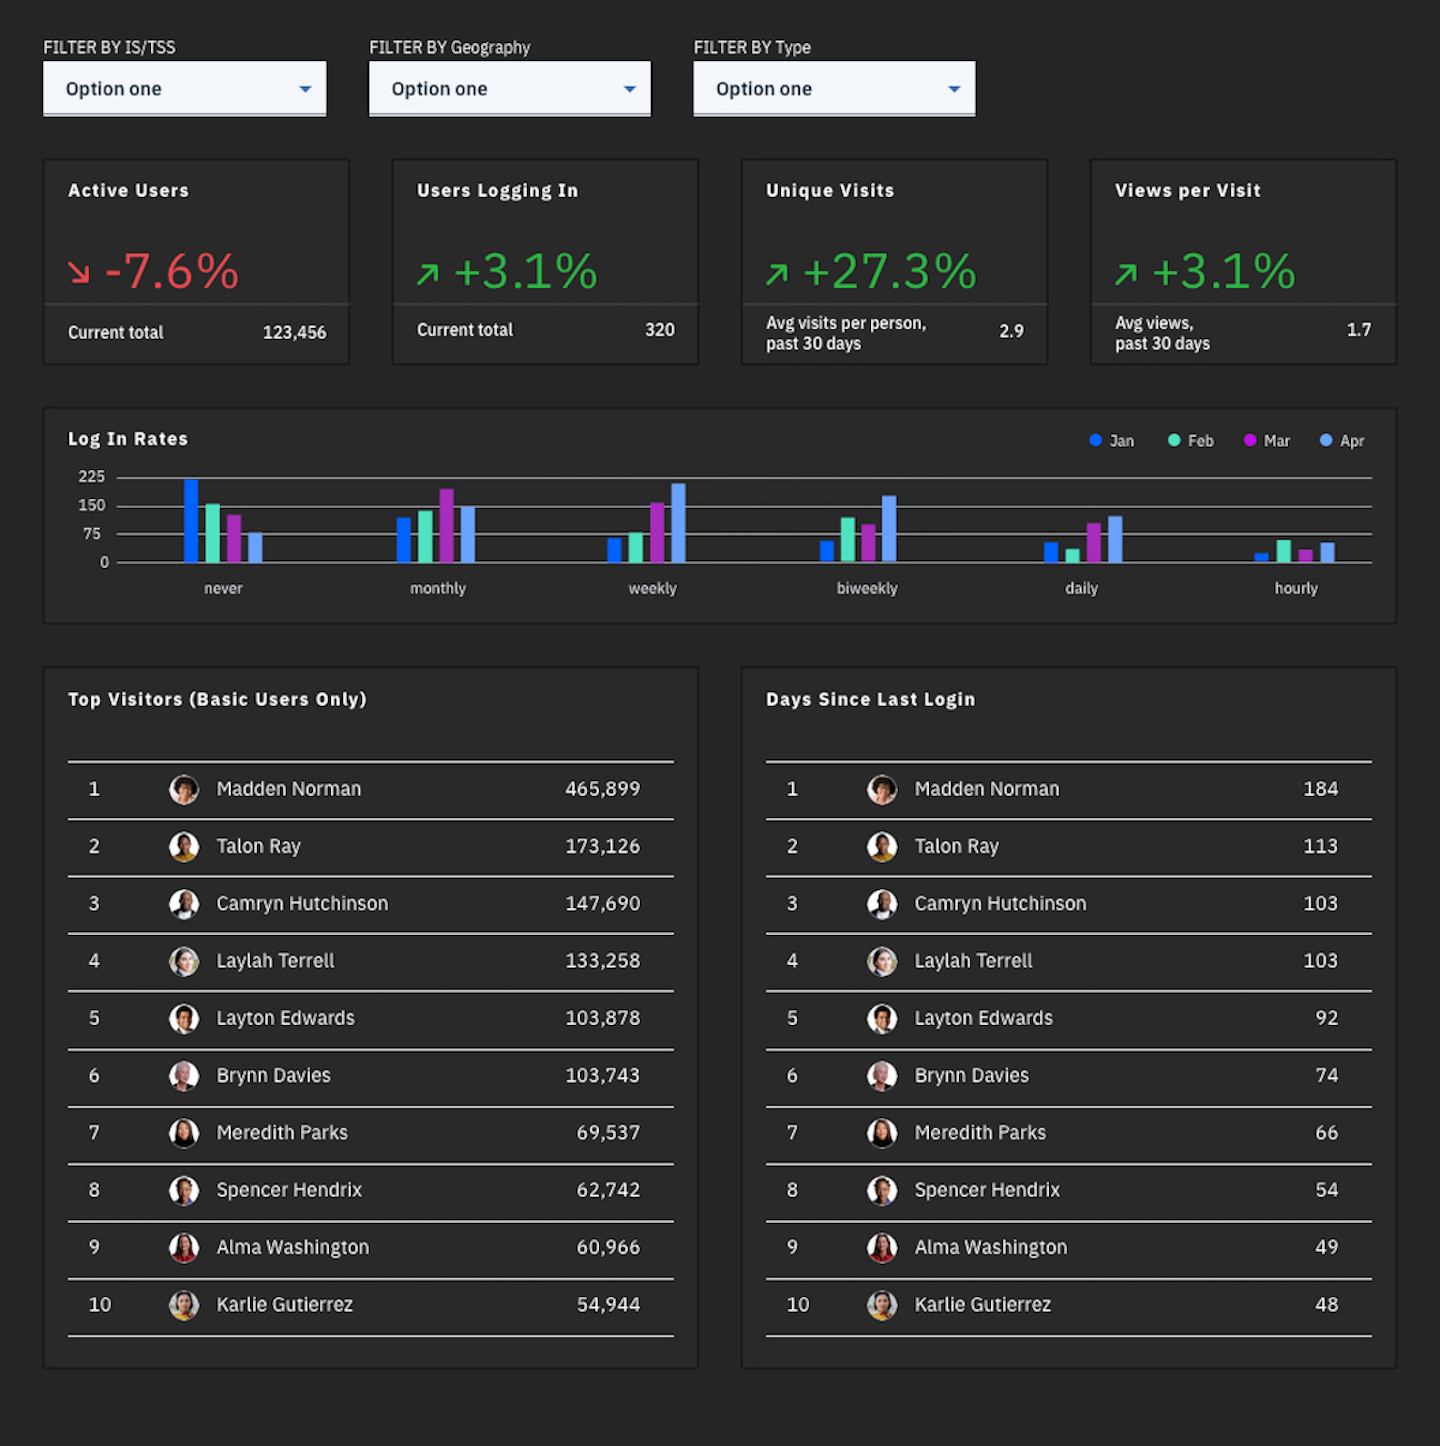 FILTER BY IS/TSS
FILTER BY Geography
FILTER BY Type
Option one
Option one
Option one
Active Users
Users Logging In
Unique Visits
Views per Visit
-7.6%
+3.1%
+27.3%
+3.1%
Current total 123,456
Current total 320
Avg visits per person,
past 30 days
2.9
Avg views,
past 30 days
1.7
Log In Rates
Jan Feb Mar Apr
225
150
75
0
never monthly weekly biweekly daily hourly
Top Visitors (Basic Users Only)
1 Madden Norman 465,899
2 Talon Ray 173,126
3 Camryn Hutchinson 147,690
4 Laylah Terrell 133,258
5 Layton Edwards 103,878
6 Brynn Davies 103,743
7 Meredith Parks 69,537
8 Spencer Hendrix 62,742
9 Alma Washington 60,966
10 Karlie Gutierrez 54,944
Days Since Last Login
1 Madden Norman 184
2 Talon Ray 113
3 Camryn Hutchinson 103
4 Laylah Terrell 103
5 Layton Edwards 92
6 Brynn Davies 74
7 Meredith Parks 66
8 Spencer Hendrix 54
9 Alma Washington 49
10 Karlie Gutierrez 48